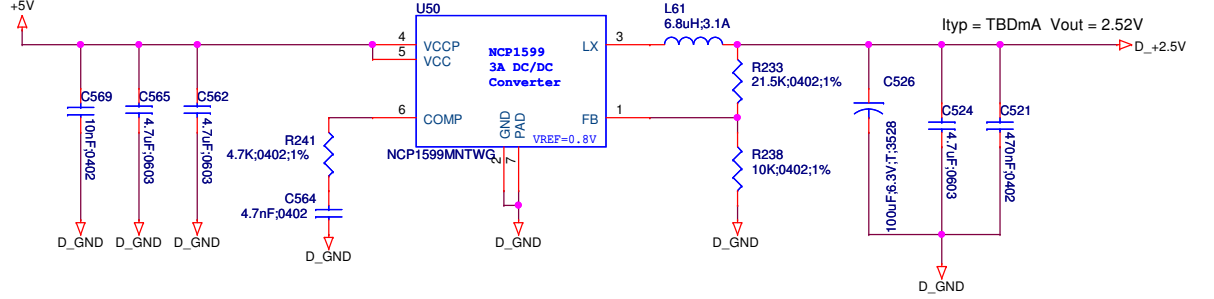 +5V
U50
L61
6.8uH;3.1A
Ityp = TBDmA  Vout = 2.52V
4
VCCP
5
VCC
NCP1599
3A DC/DC
Converter
LX
3
D_+2.5V
R233
21.5K;0402;1%
C569
10nF;0402
C565
4.7uF;0603
C562
4.7uF;0603
6
COMP
GND
PAD
FB
1
VREF=0.8V
NCP1599MNTWG
2
7
R241
4.7K;0402;1%
C564
4.7nF;0402
R238
10K;0402;1%
C526
100uF;6.3V;T;3528
C524
4.7uF;0603
C521
470nF;0402
D_GND
D_GND
D_GND
D_GND
D_GND
D_GND
D_GND